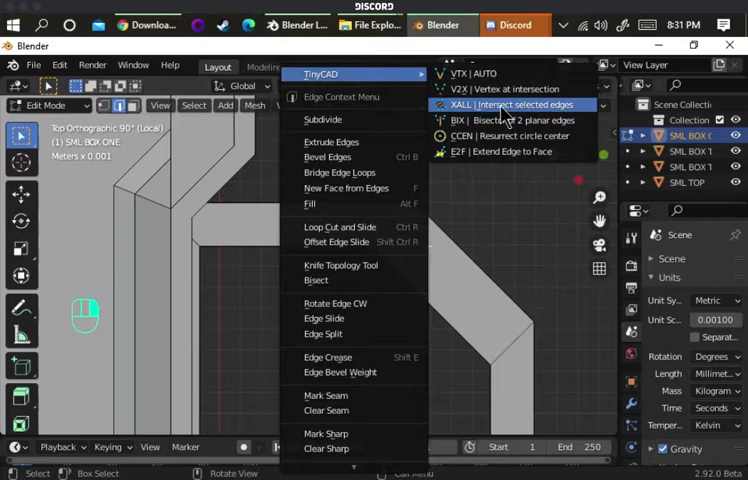 DISCORD
Downloa...
Blender L...
File Explo...
Blender
Discord
8:31 PM
Blender
File Edit Render Window Help Layout Modelin
View Layer
Global
Edit Mode View Select Add
Top Orthographic 90° (Local)
(1) SML BOX ONE
Meters x 0.001
TinyCAD
Edge Context Menu
Subdivide
Extrude Edges
Bevel Edges Ctrl B
Bridge Edge Loops
New Face from Edges F
Fill Alt F
Loop Cut and Slide Ctrl R
Offset Edge Slide Shift Ctrl R
Knife Topology Tool
Bisect
Rotate Edge CW
Edge Slide
Edge Split
Edge Crease Shift E
Edge Bevel Weight
Mark Seam
Clear Seam
Mark Sharp
Clear Sharp
VTX | AUTO
V2X | Vertex at intersection
XALL | Intersect selected edges
BIX | Bisector of 2 planar edges
CCEN | Resurrect circle center
E2F | Extend Edge to Face
Scene Collectio
Collection
SML BOX O
SML BOX T
SML BOX T
SML TOP
Scene
Scene
Units
Unit Sy... Metric
Unit Sc... 0.00100
Separat...
Rotation Degrees
Length Millimet...
Mass Kilogram
Time Seconds
Temper... Kelvin
Gravity
Playback Keying View Marker
Start 1 End 250
Select Box Select Rotate View Call Menu 2.92.0 Beta